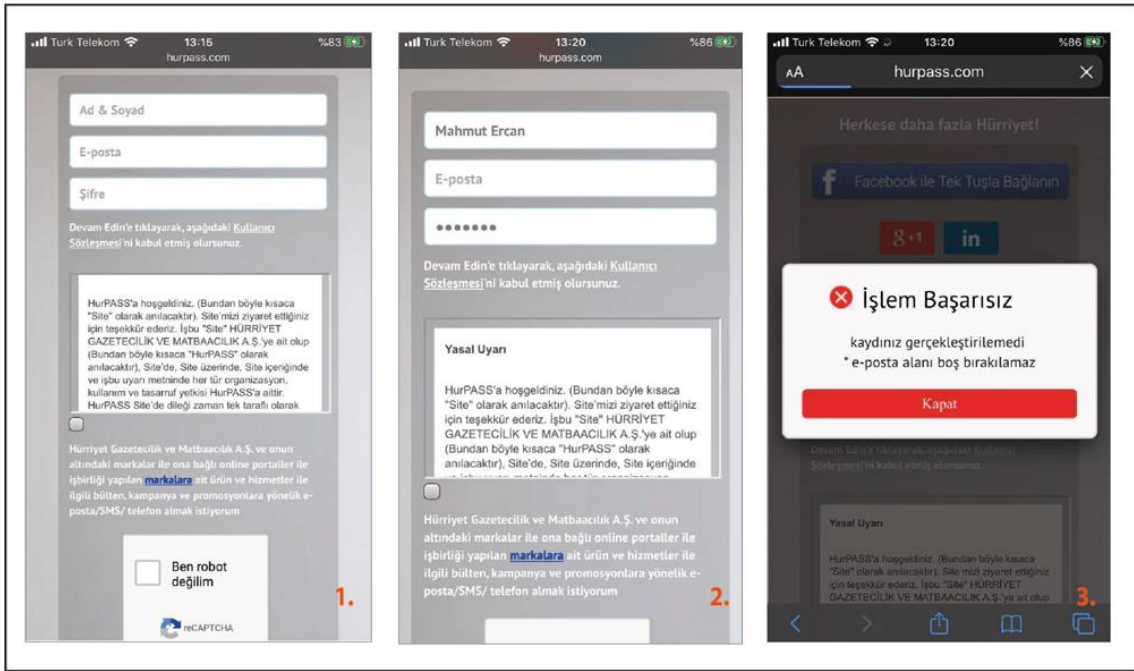 Turk Telekom
13:15
%83
hurpass.com
Ad & Soyad
E-posta
Şifre
Devam Edin'e tıklayarak, aşağıdaki Kullanıcı
Sözleşmesi'ni kabul etmiş olursunuz.
HurPASS'a hoşgeldiniz. (Bundan böyle kısaca
"Site" olarak anılacaktır). Site'mizi ziyaret ettiğiniz
için teşekkür ederiz. İşbu "Site" HÜRRİYET
GAZETECİLİK VE MATBAACILIK A.Ş.'ye ait olup
(Bundan böyle kısaca "HurPASS" olarak
anılacaktır), Site'de, Site üzerinde, Site içeriğinde
ve işbu uyarı metninde her tür organizasyon,
kullanım ve tasarruf yetkisi HurPASS'a aittir.
HurPASS Site'de dileği zaman tek taraflı olarak
Hürriyet Gazetecilik ve Matbaacılık A.Ş. ve onun
altındaki markalar ile ona bağlı online portaller ile
işbirliği yapılan markalara ait ürün ve hizmetler ile
ilgili bülten, kampanya ve promosyonlara yönelik e-
posta/SMS/ telefon almak istiyorum
Ben robot
değilim
reCAPTCHA
1.
Turk Telekom
13:20
%86
hurpass.com
Mahmut Ercan
E-posta
•••••••
Devam Edin'e tıklayarak, aşağıdaki Kullanıcı
Sözleşmesi'ni kabul etmiş olursunuz.
Yasal Uyarı
HurPASS'a hoşgeldiniz. (Bundan böyle kısaca
"Site" olarak anılacaktır). Site'mizi ziyaret ettiğiniz
için teşekkür ederiz. İşbu "Site" HÜRRİYET
GAZETECİLİK VE MATBAACILIK A.Ş.'ye ait olup
(Bundan böyle kısaca "HurPASS" olarak
anılacaktır), Site'de, Site üzerinde, Site içeriğinde
Hürriyet Gazetecilik ve Matbaacılık A.Ş. ve onun
altındaki markalar ile ona bağlı online portaller ile
işbirliği yapılan markalara ait ürün ve hizmetler ile
ilgili bülten, kampanya ve promosyonlara yönelik e-
posta/SMS/ telefon almak istiyorum
2.
Turk Telekom
13:20
%86
AA
hurpass.com
Herkese daha fazla Hürriyet!
Facebook ile Tek Tuşla Bağlanın
g+1
in
İşlem Başarısız
kaydınız gerçekleştirilemedi
* e-posta alanı boş bırakılamaz
Kapat
Devam Edin'e tıklayarak, aşağıdaki Kullanıcı
Sözleşmesi'ni kabul etmiş olursunuz.
Yasal Uyarı
HurPASS'a hoşgeldiniz. (Bundan böyle kısaca
"Site" olarak anılacaktır). Site'mizi ziyaret ettiğiniz
için teşekkür ederiz. İşbu "Site" HÜRRİYET
GAZETECİLİK VE MATBAACILIK A.Ş.'ye ait olup
3.